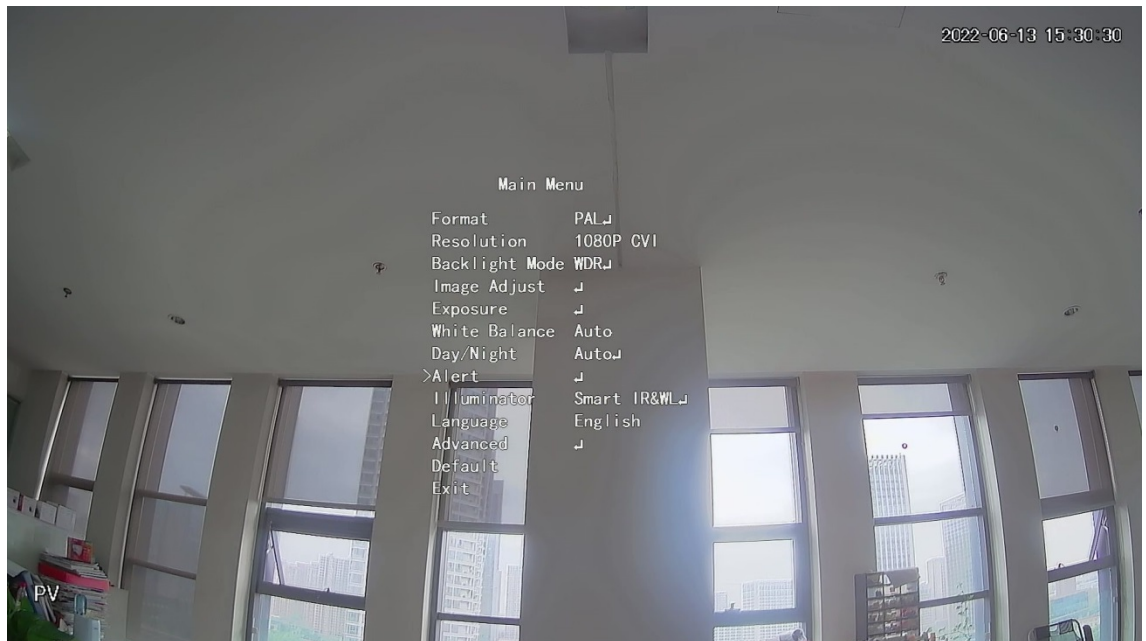 2022-06-13 15:30:30
Main Menu
Format PAL↵
Resolution 1080P CVI
Backlight Mode WDR↵
Image Adjust ↵
Exposure ↵
White Balance Auto
Day/Night Auto↵
>Alert ↵
Illuminator Smart IR&WL↵
Language English
Advanced ↵
Default
Exit
PV